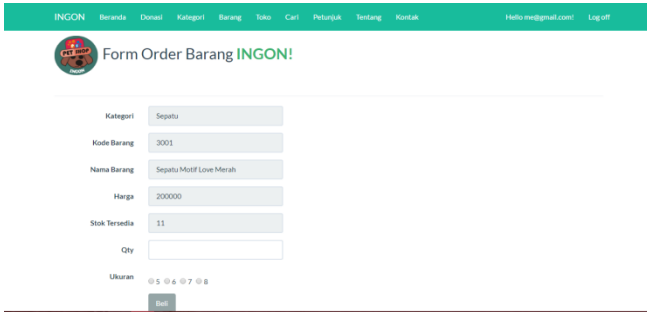 INGON Beranda Donasi Kategori Barang Toko Cari Petunjuk Tentang Kontak Hello me@gmail.com! Log off
PET SHOP
INGON
Form Order Barang INGON!
Kategori Sepatu
Kode Barang 3001
Nama Barang Sepatu Motif Love Merah
Harga 200000
Stok Tersedia 11
Qty
Ukuran 5 6 7 8
Beli